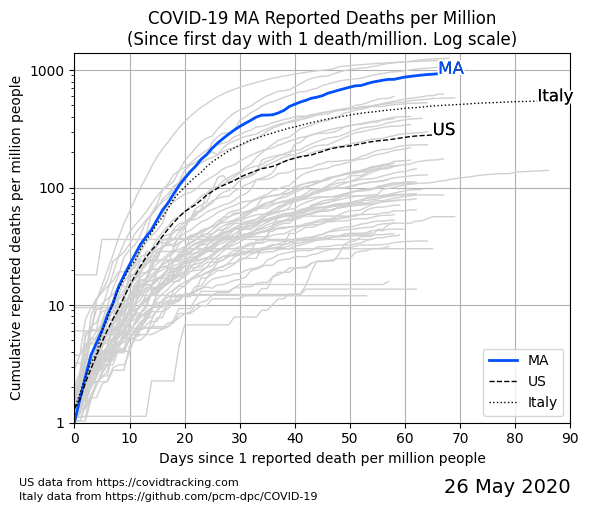 COVID-19 MA Reported Deaths per Million
(Since first day with 1 death/million. Log scale)
Cumulative reported deaths per million people
1000
100
10
1
MA
Italy
US
MA
US
Italy
0 10 20 30 40 50 60 70 80 90
Days since 1 reported death per million people
US data from https://covidtracking.com
Italy data from https://github.com/pcm-dpc/COVID-19
26 May 2020